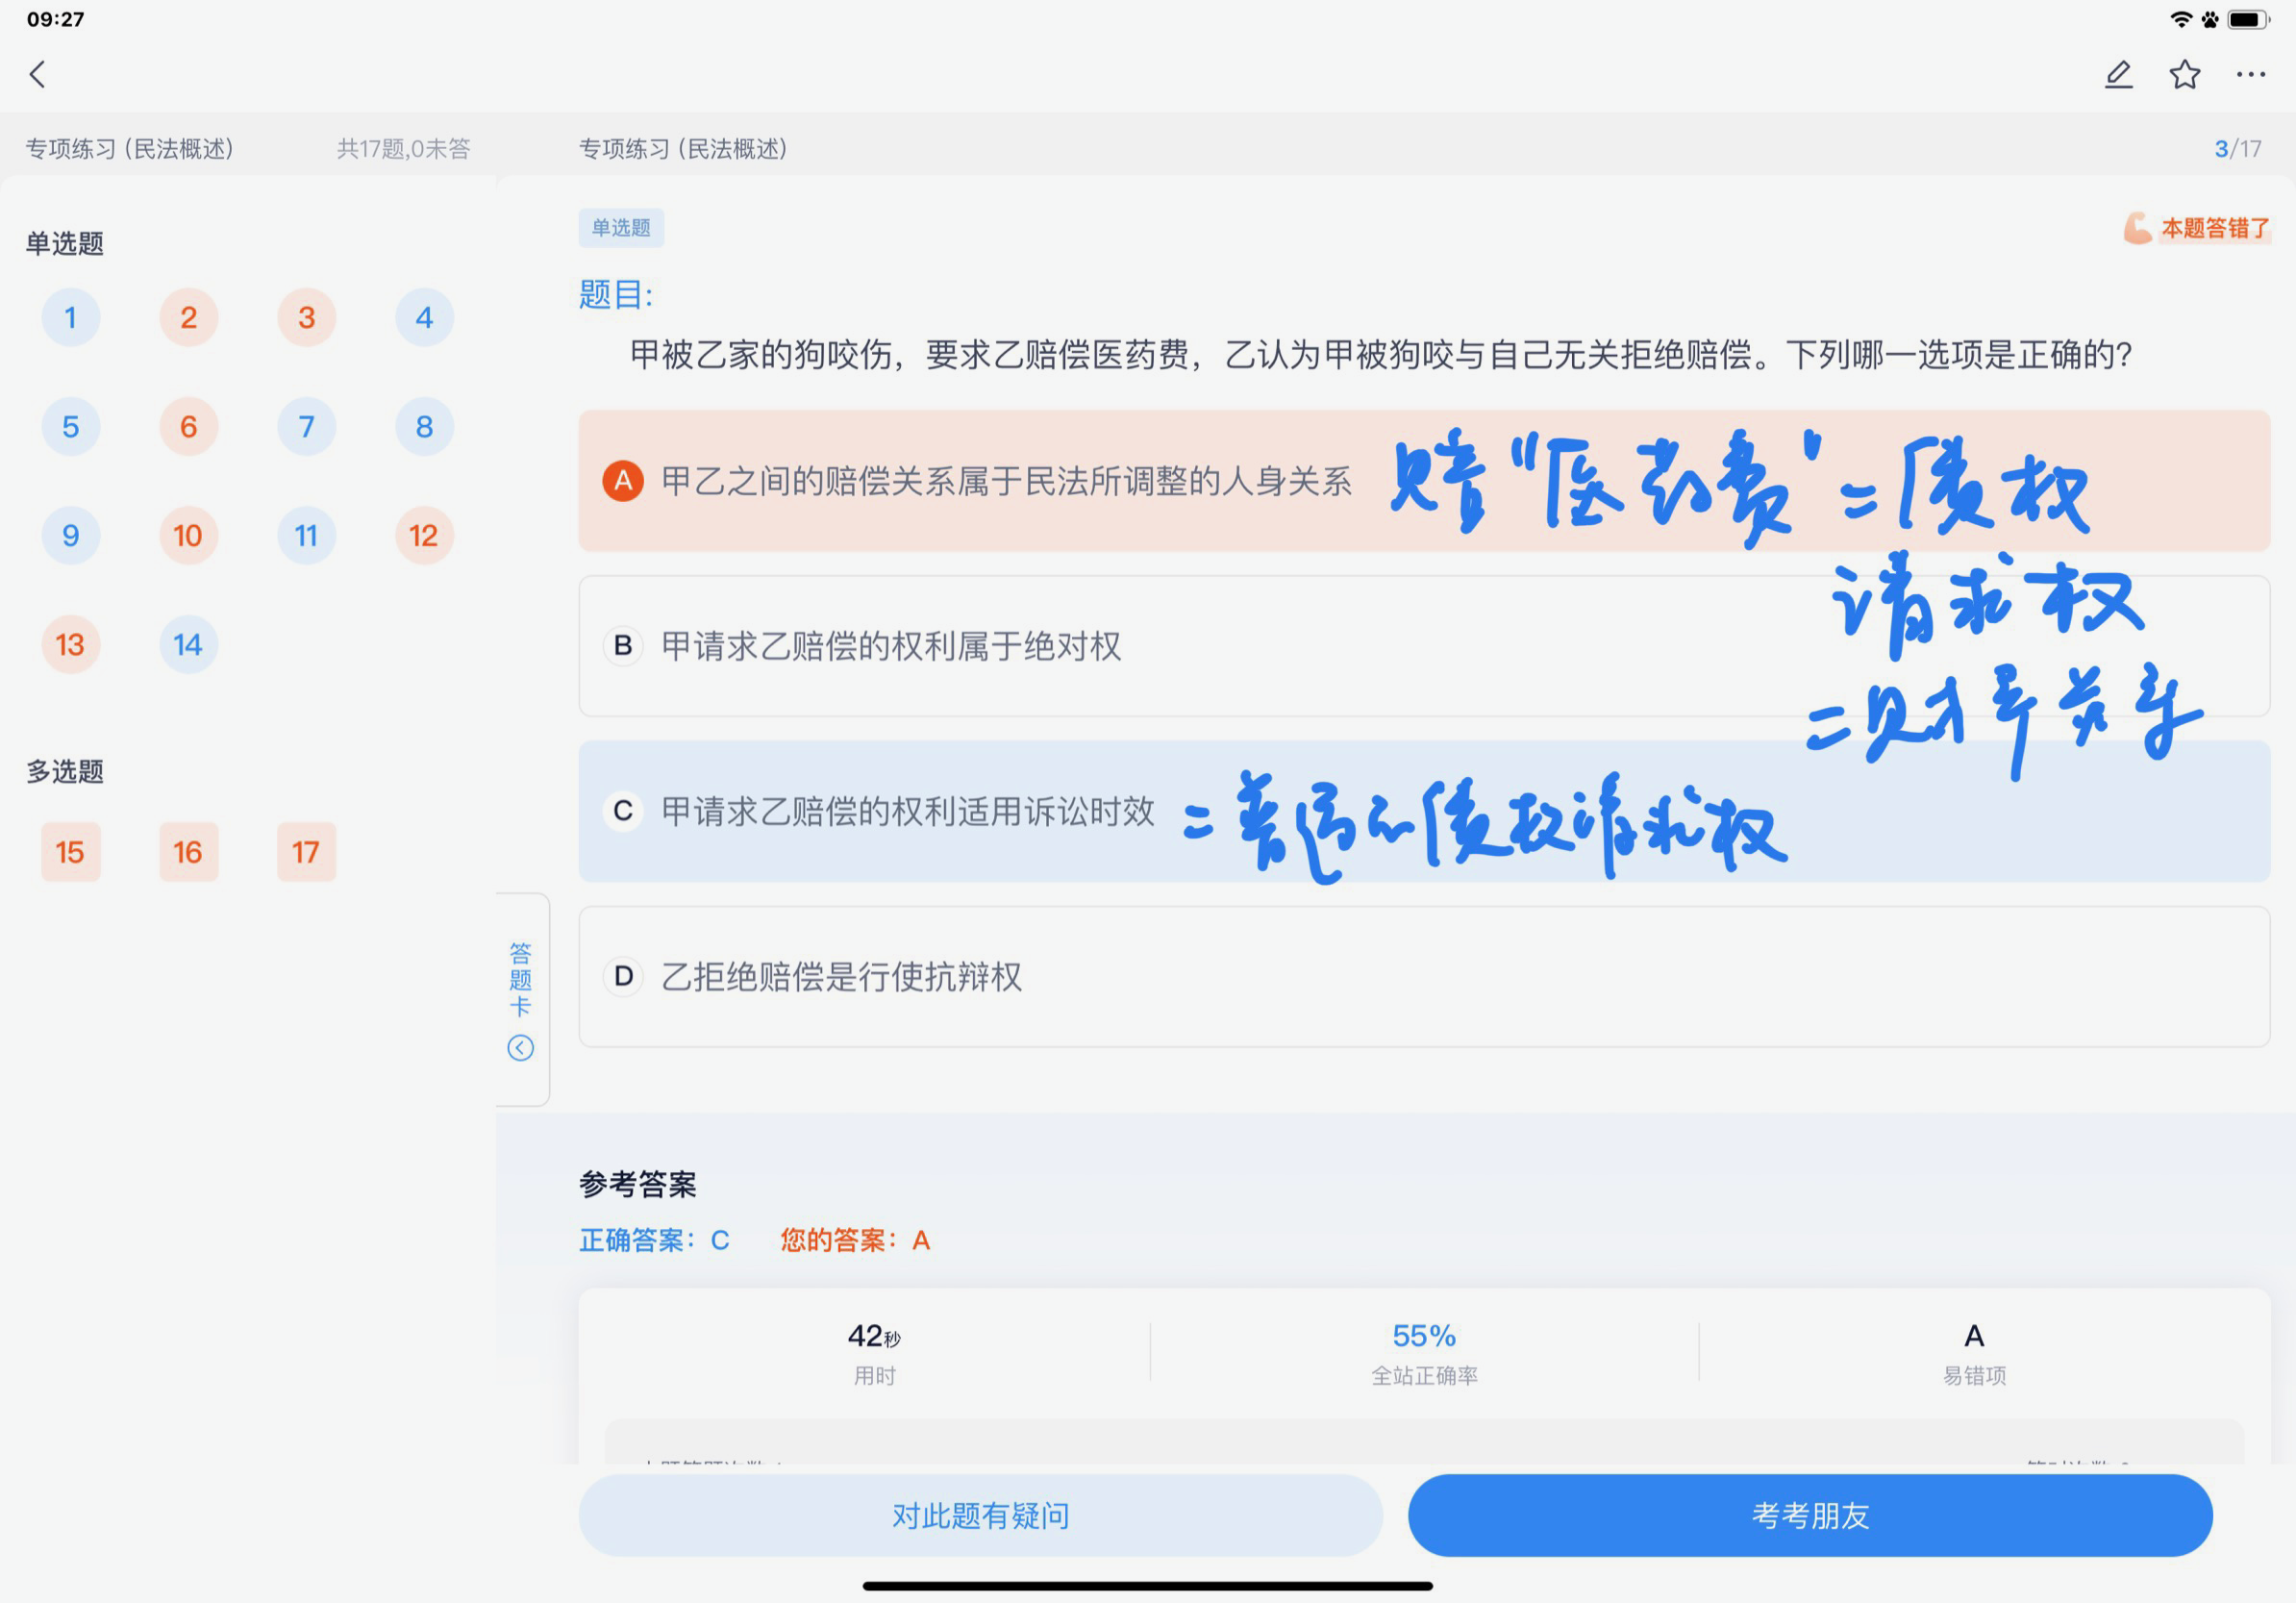 09:27
专项练习 (民法概述) 共17题,0未答
专项练习 (民法概述) 3/17
单选题
1 2 3 4
5 6 7 8
9 10 11 12
13 14
多选题
15 16 17
答题卡
单选题
本题答错了
题目:
甲被乙家的狗咬伤，要求乙赔偿医药费，乙认为甲被狗咬与自己无关拒绝赔偿。下列哪一选项是正确的?
A 甲乙之间的赔偿关系属于民法所调整的人身关系
赔“医药费”=债权
请求权
=财产关系
B 甲请求乙赔偿的权利属于绝对权
C 甲请求乙赔偿的权利适用诉讼时效
=普通的债权请求权
D 乙拒绝赔偿是行使抗辩权
参考答案
正确答案：C 您的答案：A
42秒 55% A
用时 全站正确率 易错项
对此题有疑问 考考朋友